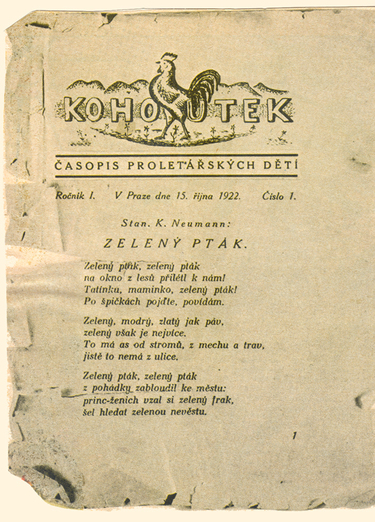 KOHOUTEK
ČASOPIS PROLETÁŘSKÝCH DĚTÍ
Ročník I. V Praze dne 15. října 1922. Číslo 1.
Stan. K. Neumann:
ZELENÝ PTÁK.
Zelený pták, zelený pták
na okno z lesů přilétl k nám!
Tatínku, maminko, zelený pták!
Po špičkách pojďte, povídám.
Zelený, modrý, zlatý jak páv,
zelený však je nejvíce.
To má as od stromů, z mechu a trav,
jistě to nemá z ulice.
Zelený pták, zelený pták
z pohádky zabloudil ke městu:
princ-ženich vzal si zelený frak,
šel hledat zelenou nevěstu.
1